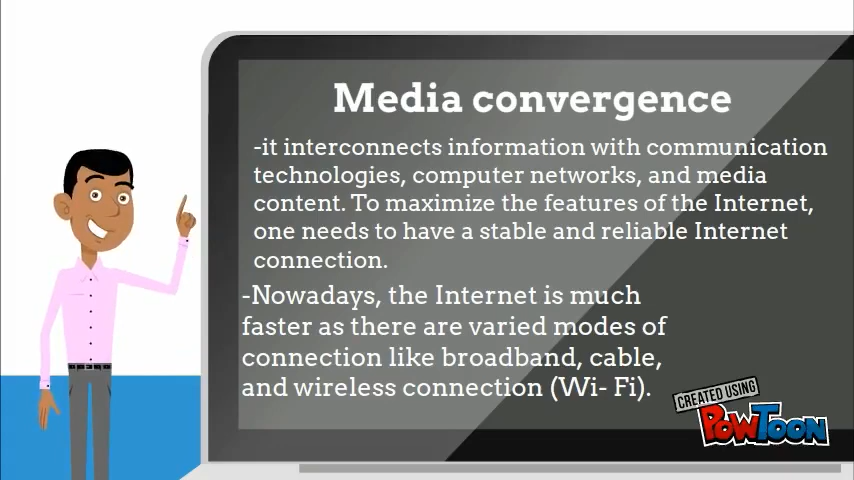 Media convergence
-it interconnects information with communication
technologies, computer networks, and media
content. To maximize the features of the Internet,
one needs to have a stable and reliable Internet
connection.
-Nowadays, the Internet is much
faster as there are varied modes of
connection like broadband, cable,
and wireless connection (Wi- Fi).
CREATED USING
POWTOON